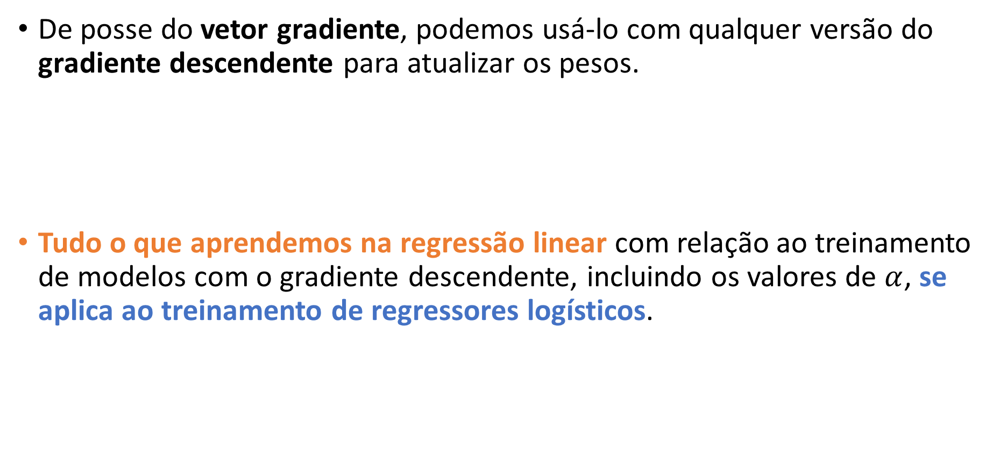 • De posse do vetor gradiente, podemos usá-lo com qualquer versão do
gradiente descendente para atualizar os pesos.
• Tudo o que aprendemos na regressão linear com relação ao treinamento
de modelos com o gradiente descendente, incluindo os valores de α, se
aplica ao treinamento de regressores logísticos.